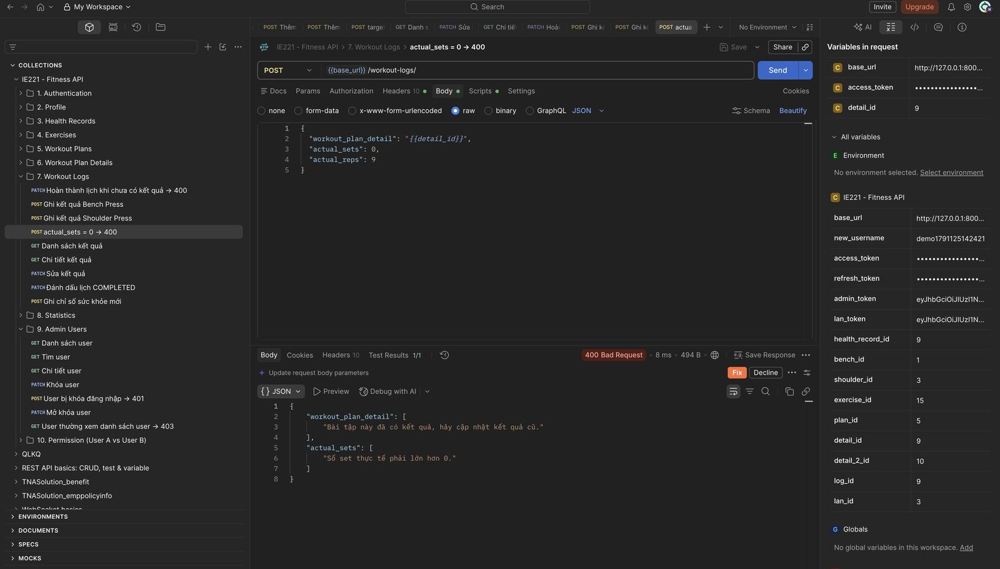 My Workspace
Search
Invite
Upgrade
POST Thêm
POST Thêm
POST targe
GET Danh s
PATCH Sửa
GET Chi tiế
PATCH Hoàn
POST Ghi k
POST Ghi k
POST actua
No Environment
AI
IE221 - Fitness API > 7. Workout Logs > actual_sets = 0 → 400
Save
Share
POST
{{base_url}} /workout-logs/
Send
Docs
Params
Authorization
Headers 10
Body
Scripts
Settings
Cookies
none
form-data
x-www-form-urlencoded
raw
binary
GraphQL
JSON
Schema
Beautify
1 {
2 "workout_plan_detail": "{{detail_id}}",
3 "actual_sets": 0,
4 "actual_reps": 9
5 }
COLLECTIONS
IE221 - Fitness API
1. Authentication
2. Profile
3. Health Records
4. Exercises
5. Workout Plans
6. Workout Plan Details
7. Workout Logs
PATCH Hoàn thành lịch khi chưa có kết quả → 400
POST Ghi kết quả Bench Press
POST Ghi kết quả Shoulder Press
POST actual_sets = 0 → 400
GET Danh sách kết quả
GET Chi tiết kết quả
PATCH Sửa kết quả
PATCH Đánh dấu lịch COMPLETED
POST Ghi chỉ số sức khỏe mới
8. Statistics
9. Admin Users
GET Danh sách user
GET Tìm user
GET Chi tiết user
PATCH Khóa user
POST User bị khóa đăng nhập → 401
PATCH Mở khóa user
GET User thường xem danh sách user → 403
10. Permission (User A vs User B)
QLKQ
REST API basics: CRUD, test & variable
TNASolution_benefit
TNASolution_emppolicyinfo
WebSocket basics
ENVIRONMENTS
DOCUMENTS
SPECS
MOCKS
Body
Cookies
Headers 10
Test Results 1/1
400 Bad Request
8 ms
494 B
Save Response
Update request body parameters
Fix
Decline
{} JSON
Preview
Debug with AI
1 {
2 "workout_plan_detail": [
3 "Bài tập này đã có kết quả, hãy cập nhật kết quả cũ."
4 ],
5 "actual_sets": [
6 "Số set thực tế phải lớn hơn 0."
7 ]
8 }
Variables in request
C base_url http://127.0.0.1:800...
C access_token ••••••••••••••••...
C detail_id 9
All variables
E Environment
No environment selected. Select environment
C IE221 - Fitness API
base_url http://127.0.0.1:800...
new_username demo1791125142421
access_token ••••••••••••••••...
refresh_token ••••••••••••••••...
admin_token eyJhbGciOiJIUzI1N...
lan_token eyJhbGciOiJIUzI1N...
health_record_id 9
bench_id 1
shoulder_id 3
exercise_id 15
plan_id 5
detail_id 9
detail_2_id 10
log_id 9
lan_id 3
G Globals
No global variables in this workspace. Add